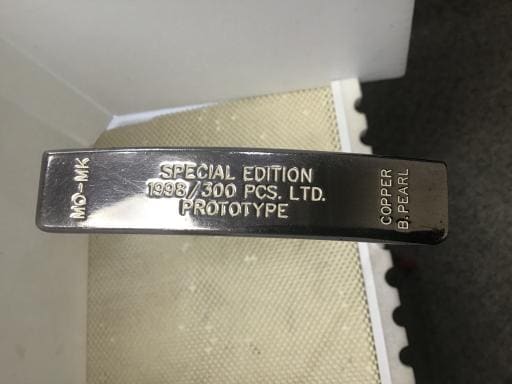 MO-MK
SPECIAL EDITION
1998/300 PCS. LTD.
PROTOTYPE
COPPER
B. PEARL